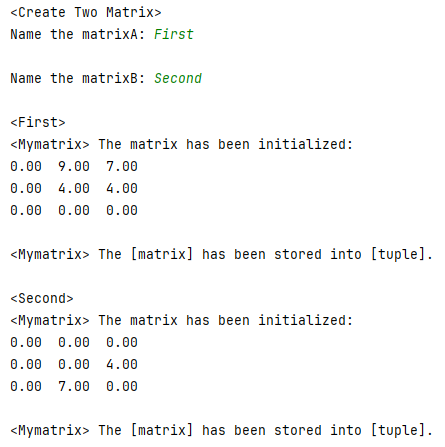 <Create Two Matrix>
Name the matrixA: First
Name the matrixB: Second
<First>
<Mymatrix> The matrix has been initialized:
0.00  9.00  7.00
0.00  4.00  4.00
0.00  0.00  0.00
<Mymatrix> The [matrix] has been stored into [tuple].
<Second>
<Mymatrix> The matrix has been initialized:
0.00  0.00  0.00
0.00  0.00  4.00
0.00  7.00  0.00
<Mymatrix> The [matrix] has been stored into [tuple].